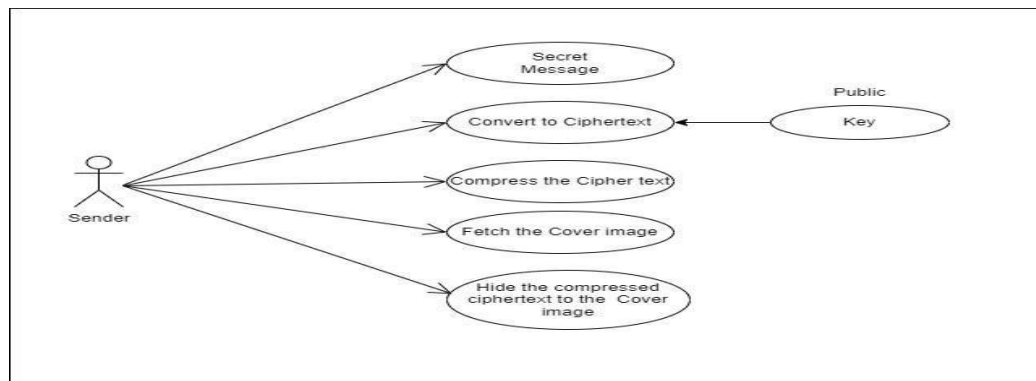 Secret
Message
Public
Convert to Ciphertext
Key
Compress the Cipher text
Sender
Fetch the Cover image
Hide the compressed
ciphertext to the Cover
image